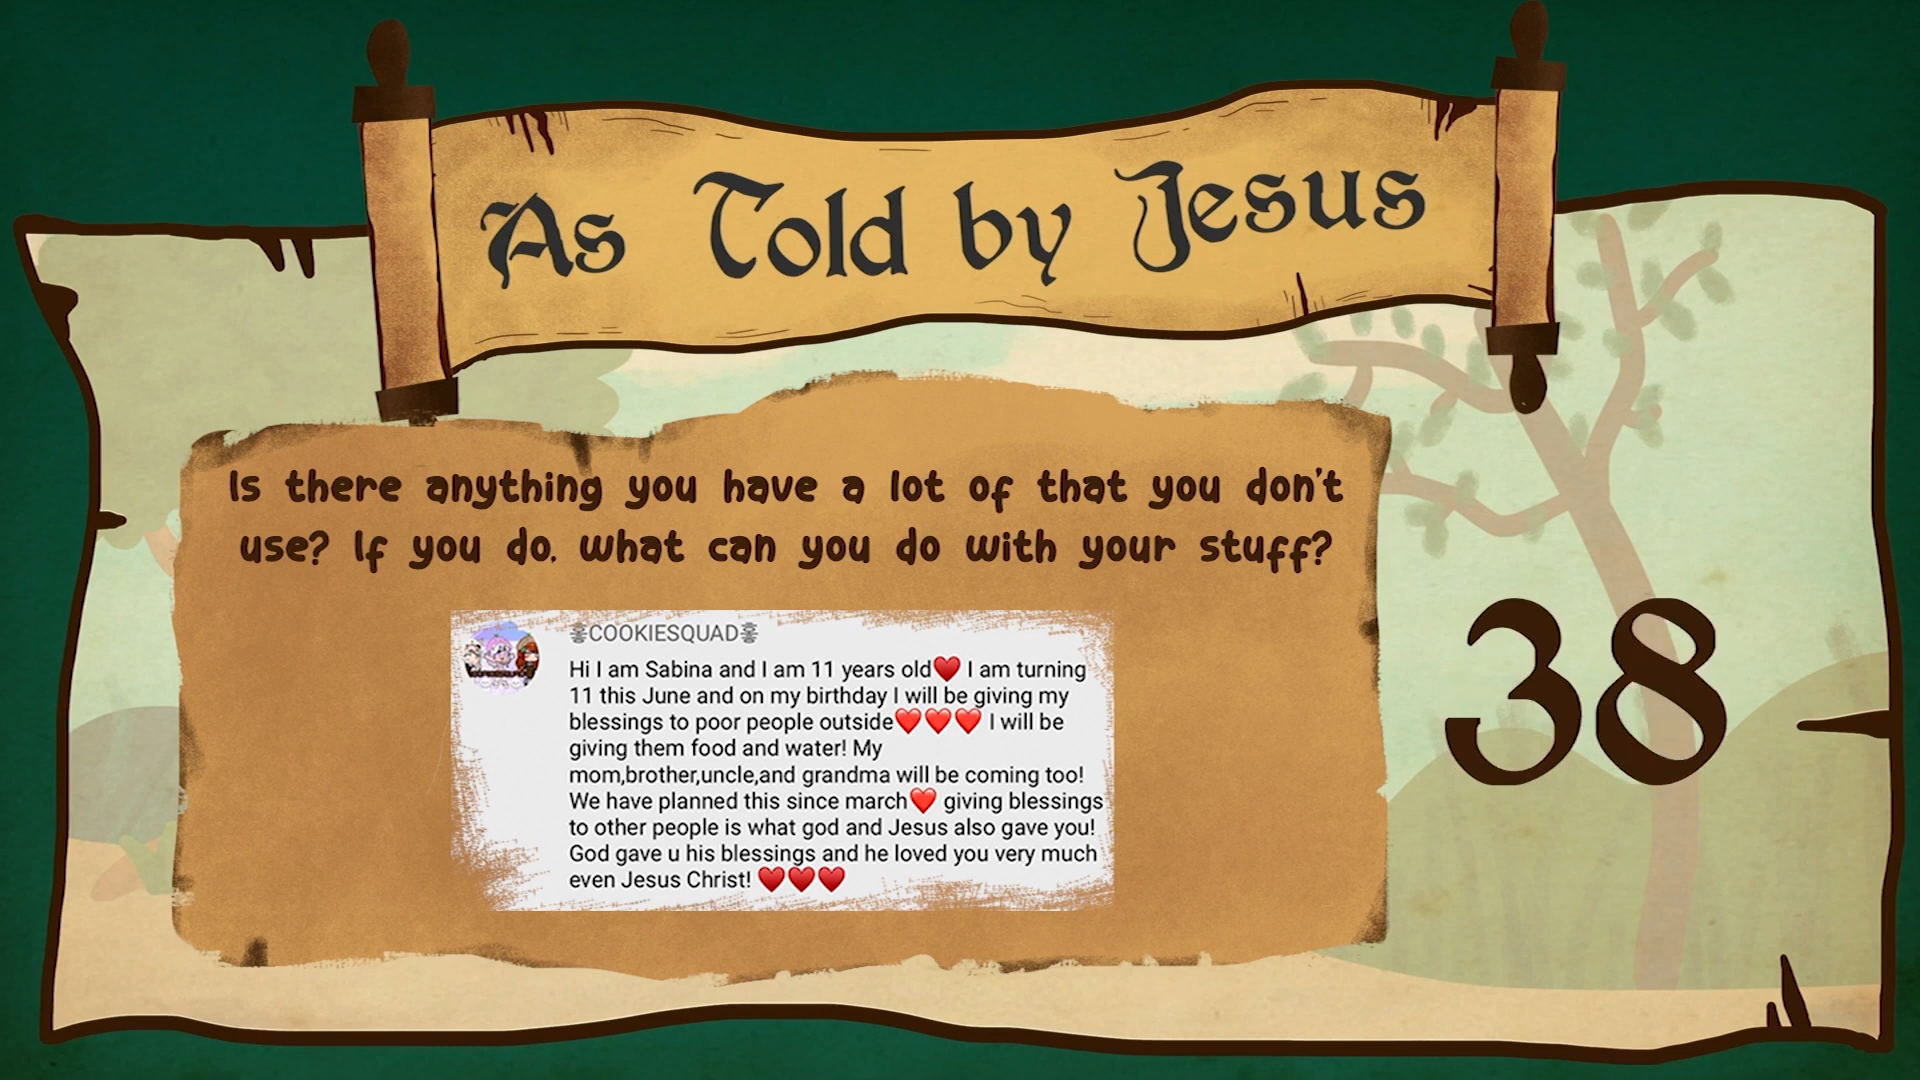 As Told by Jesus
Is there anything you have a lot of that you don't
use? If you do, what can you do with your stuff?
COOKIESQUAD
Hi I am Sabina and I am 11 years old❤️ I am turning
11 this June and on my birthday I will be giving my
blessings to poor people outside❤️❤️❤️ I will be
giving them food and water! My
mom,brother,uncle,and grandma will be coming too!
We have planned this since march❤️ giving blessings
to other people is what god and Jesus also gave you!
God gave u his blessings and he loved you very much
even Jesus Christ! ❤️❤️❤️
38